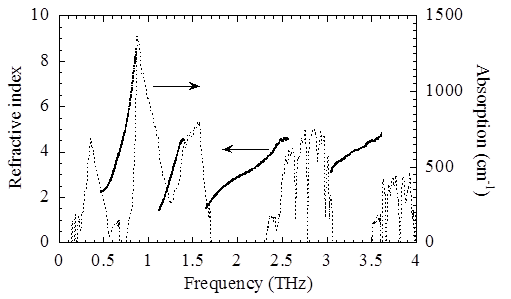 10
8
6
4
2
0
Refractive index
1500
1000
500
0
Absorption (cm-1)
0 0.5 1 1.5 2 2.5 3 3.5 4
Frequency (THz)